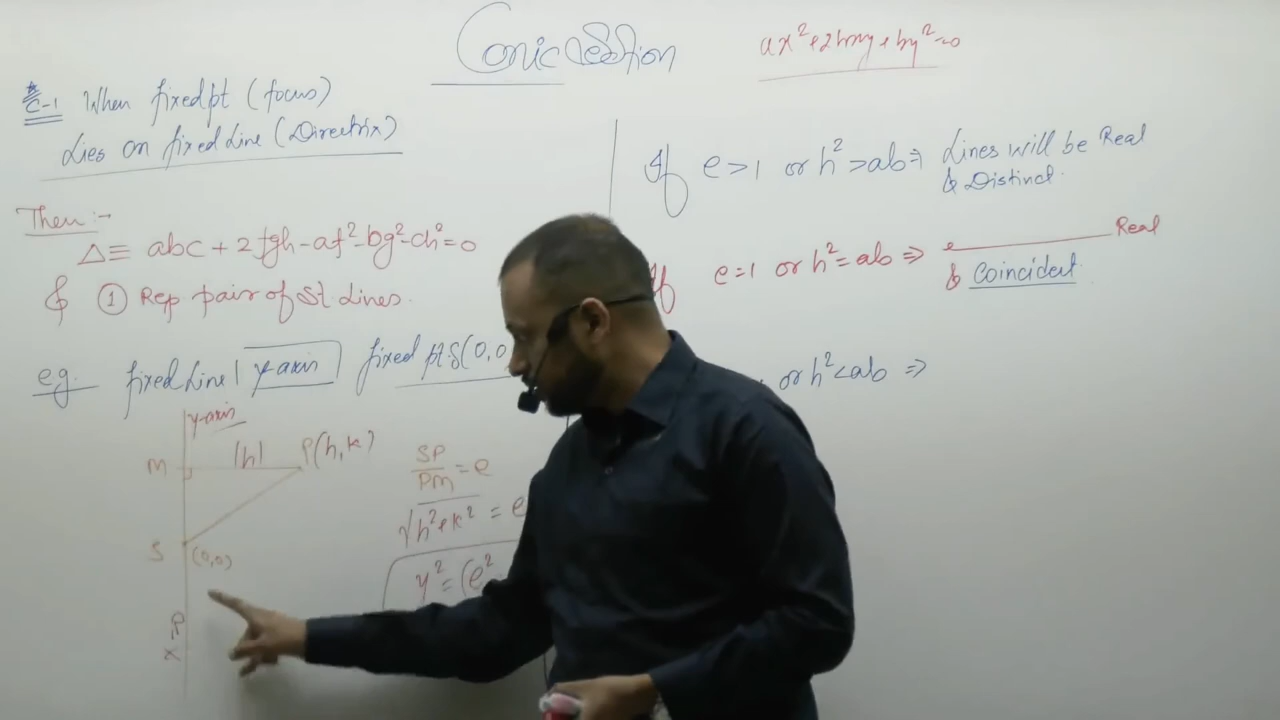 Conic Section
ax²+2hxy+by²=0
C-1 When fixed pt (focus)
Lies on fixed Line (Directrix)
Then :-
Δ≡ abc + 2fgh-af²-bg²-ch²=0
& ① Rep pair of St Lines.
e.g. fixed Line | y-axis fixed pt S(0,0
y-axis
M |h| P(h,k)
S (0,0)
SP/PM = e
√h²+k² = e
y² = (e²
If e>1 or h²>ab ⇒ Lines will be Real
& Distinct.
If e=1 or h²=ab ⇒ Real
& Coincident
or h²<ab ⇒